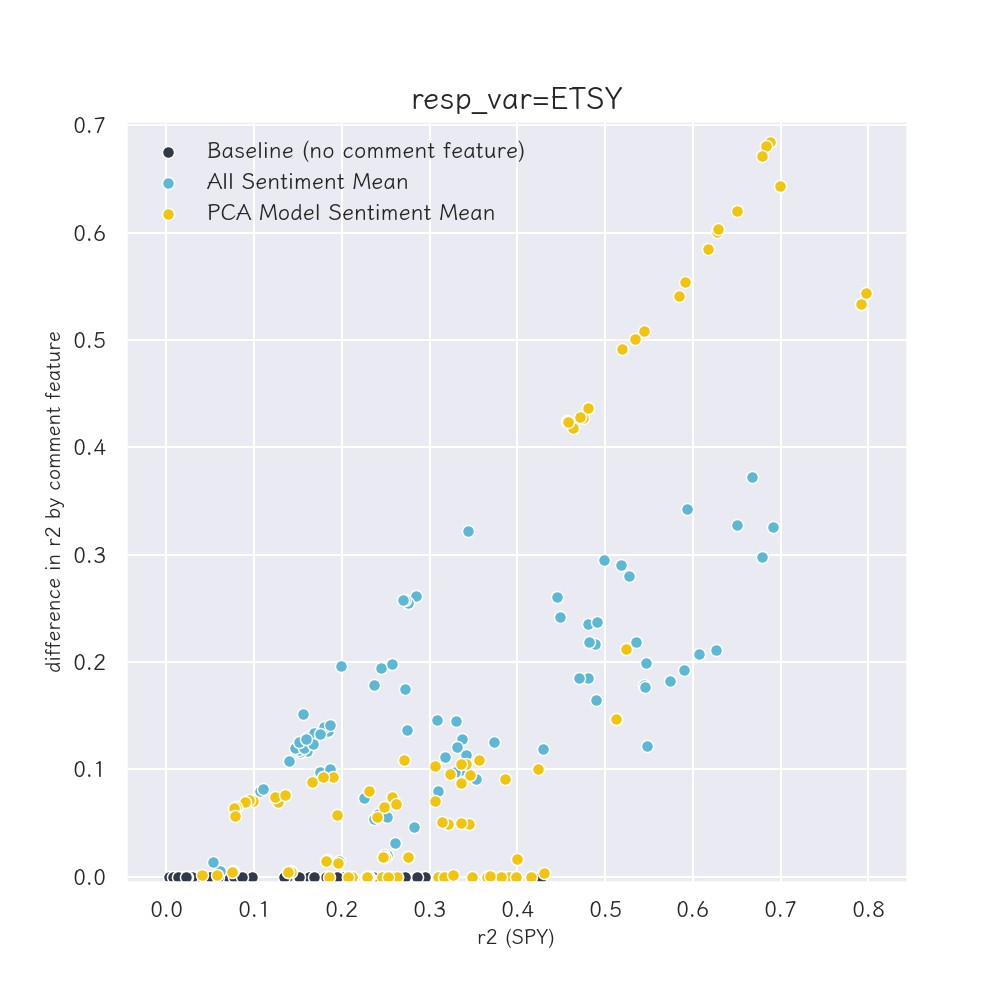 resp_var=ETSY
Baseline (no comment feature)
All Sentiment Mean
PCA Model Sentiment Mean
difference in r2 by comment feature
0.7
0.6
0.5
0.4
0.3
0.2
0.1
0.0
0.0 0.1 0.2 0.3 0.4 0.5 0.6 0.7 0.8
r2 (SPY)